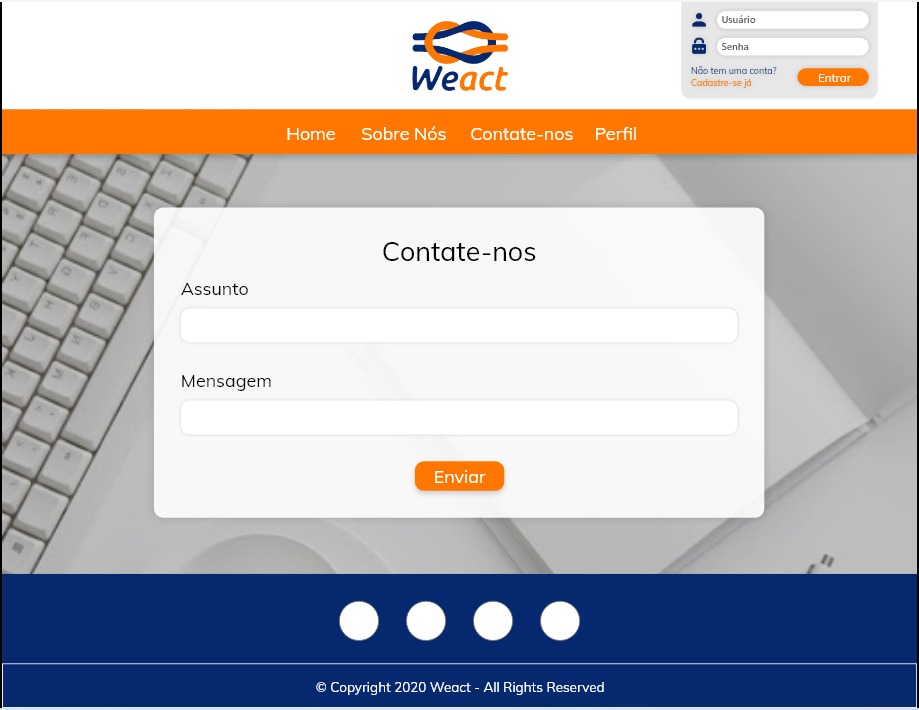 Weact
Usuário
Senha
Não tem uma conta?
Cadastre-se já
Entrar
Home Sobre Nós Contate-nos Perfil
Contate-nos
Assunto
Mensagem
Enviar
© Copyright 2020 Weact - All Rights Reserved